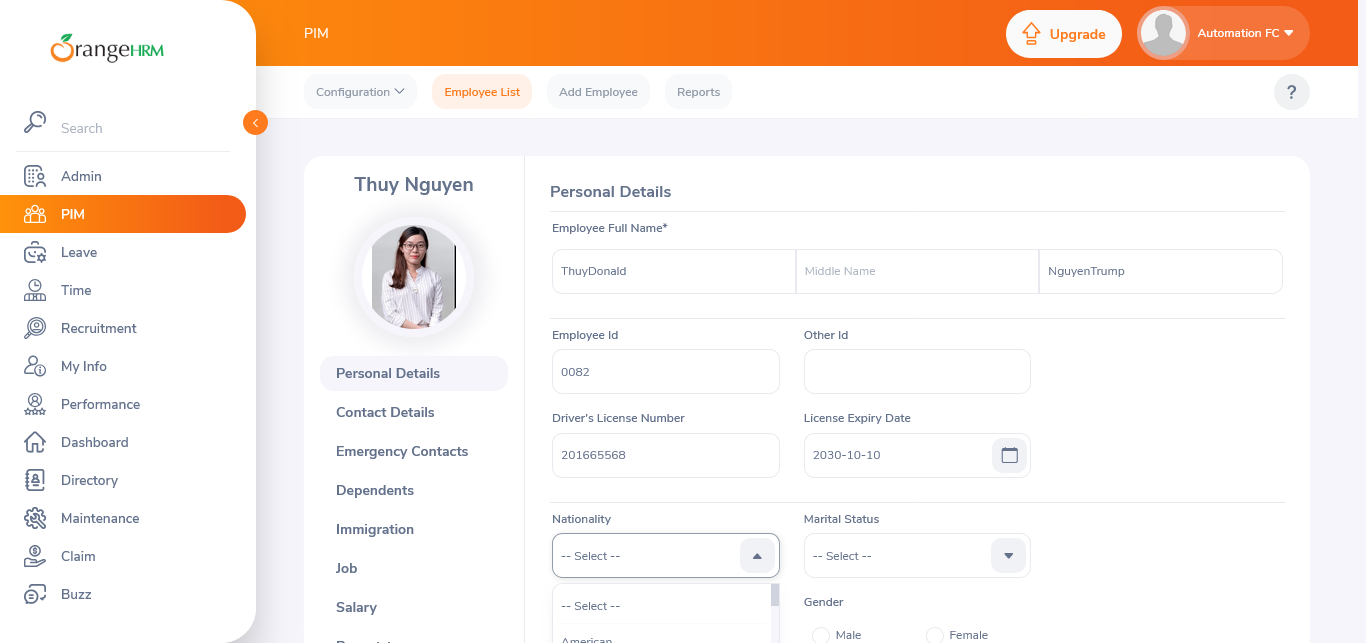 OrangeHRM
PIM
Upgrade
Automation FC
Configuration
Employee List
Add Employee
Reports
?
Search
Admin
PIM
Leave
Time
Recruitment
My Info
Performance
Dashboard
Directory
Maintenance
Claim
Buzz
Thuy Nguyen
Personal Details
Contact Details
Emergency Contacts
Dependents
Immigration
Job
Salary
Personal Details
Employee Full Name*
ThuyDonald
Middle Name
NguyenTrump
Employee Id
Other Id
0082
Driver's License Number
License Expiry Date
201665568
2030-10-10
Nationality
Marital Status
-- Select --
-- Select --
-- Select --
American
Gender
Male
Female